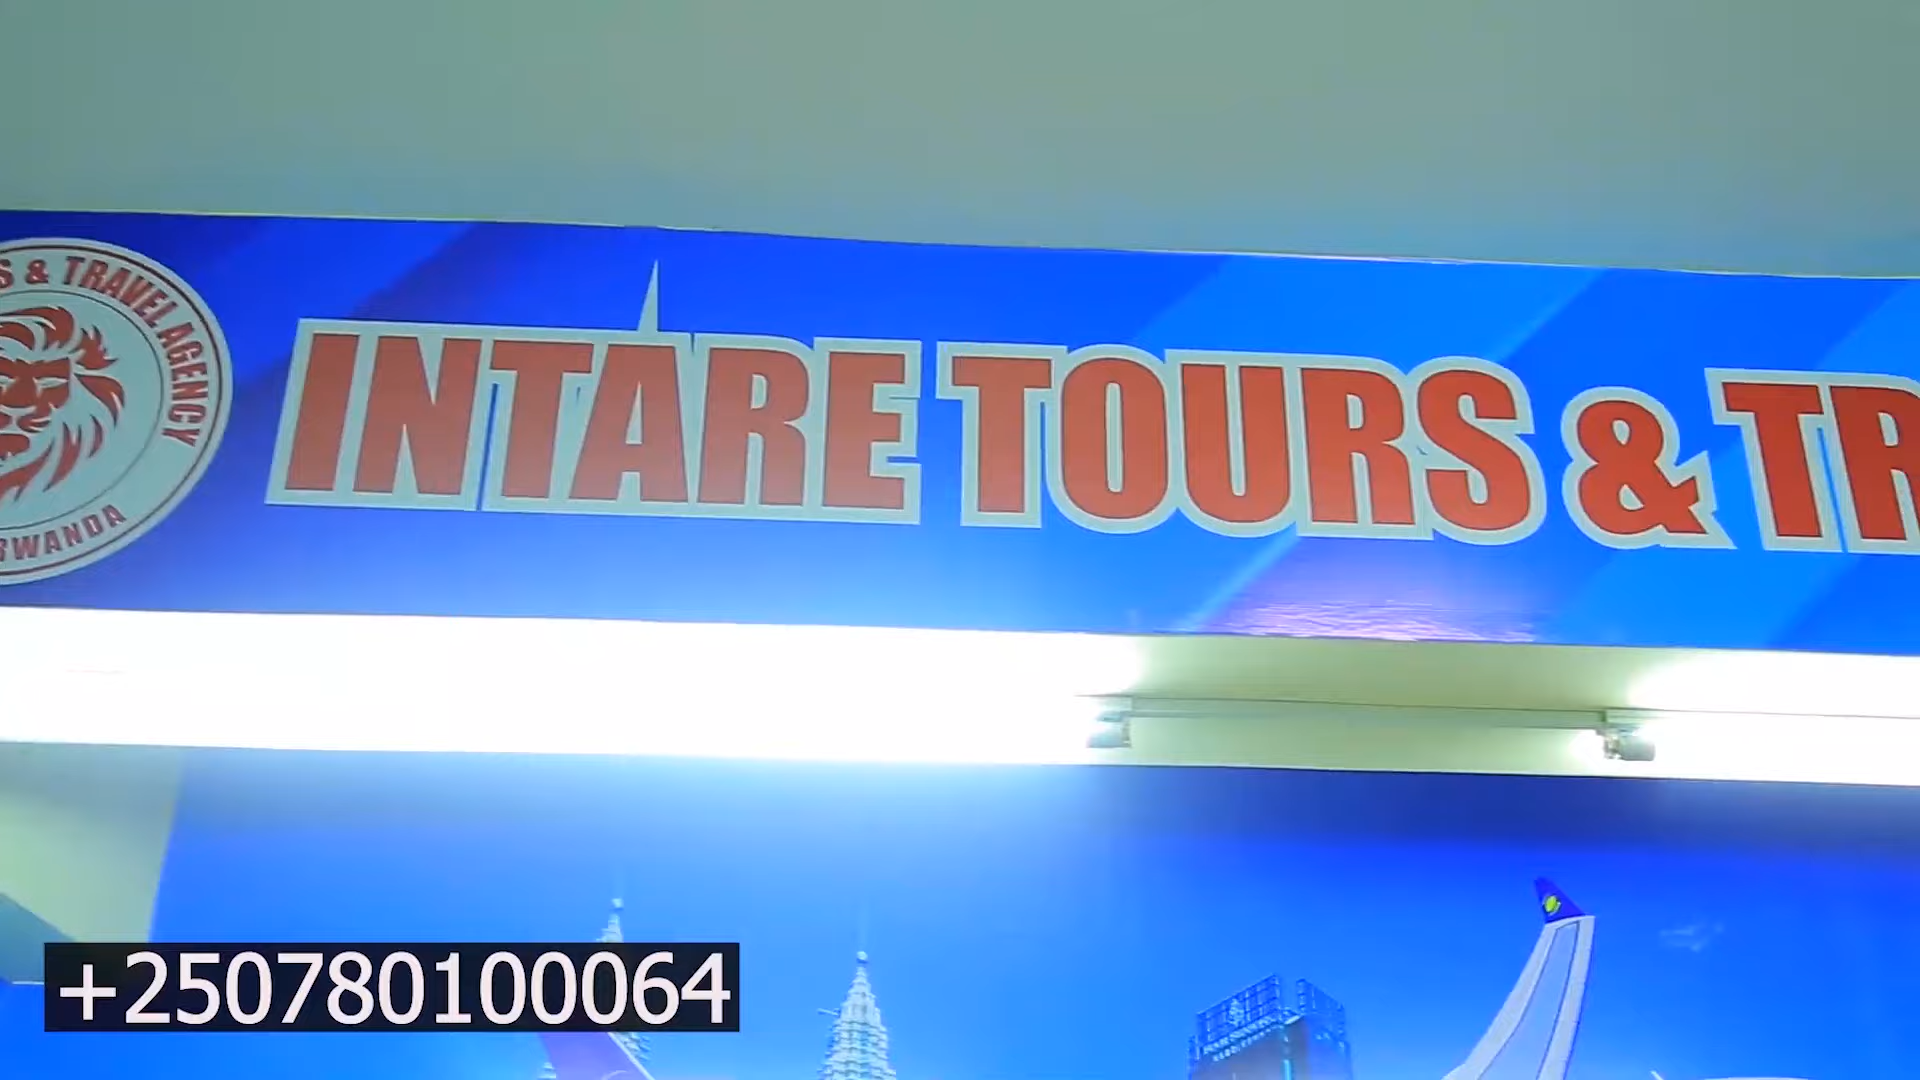 S & TRAVEL AGENCY
RWANDA
INTARE TOURS & TR
+250780100064